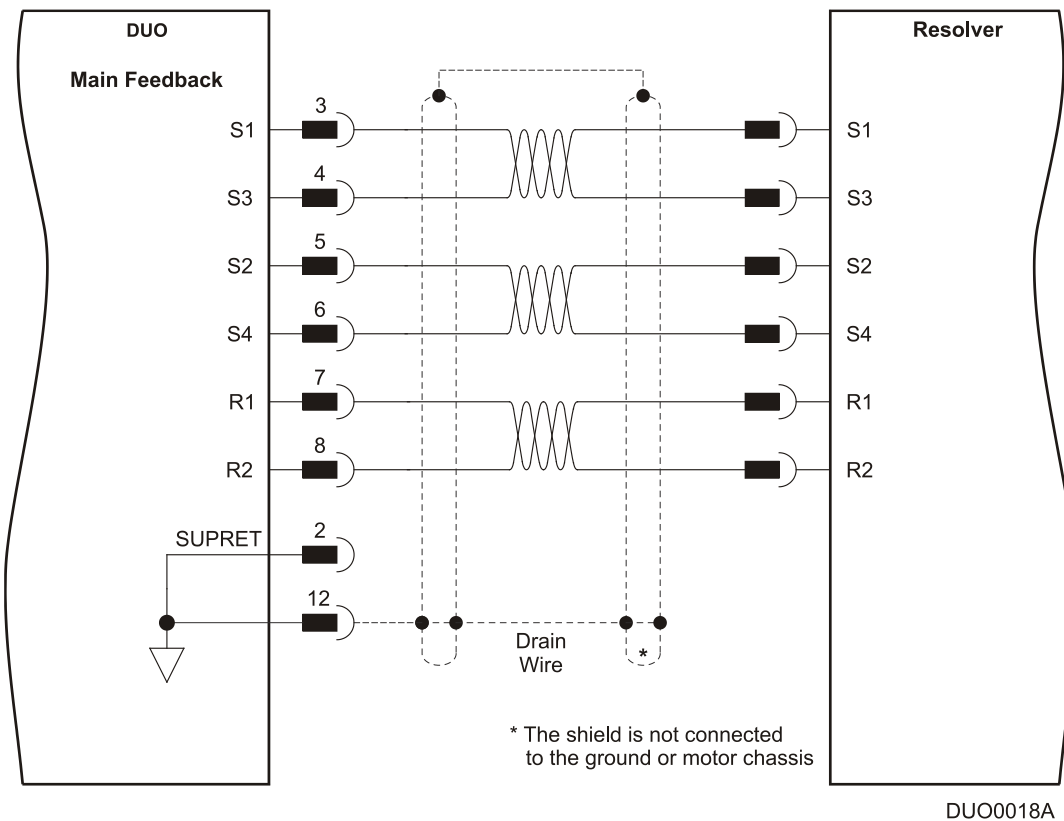 DUO
Resolver
Main Feedback
3
S1
S1
4
S3
S3
5
S2
S2
6
S4
S4
7
R1
R1
8
R2
R2
SUPRET
2
12
Drain
Wire
*
* The shield is not connected
to the ground or motor chassis
DUO0018A